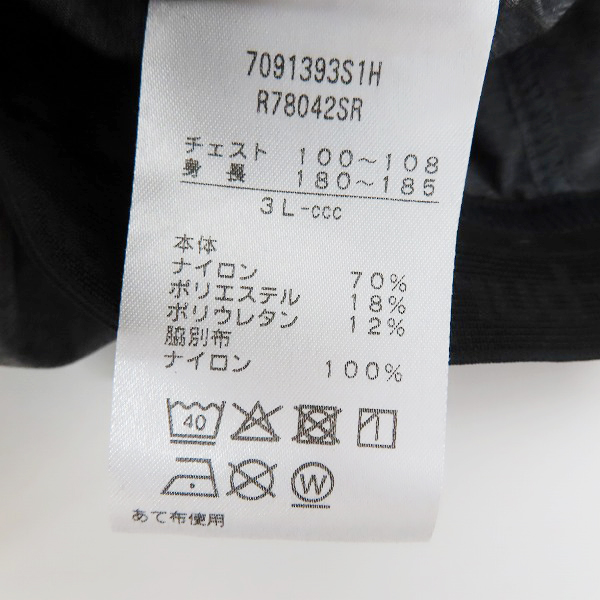 7091393S1H
R78042SR
チェスト 100～108
身長 180～185
3L-ccc
本体
ナイロン 70%
ポリエステル 18%
ポリウレタン 12%
脇別布
ナイロン 100%
40
W
あて布使用